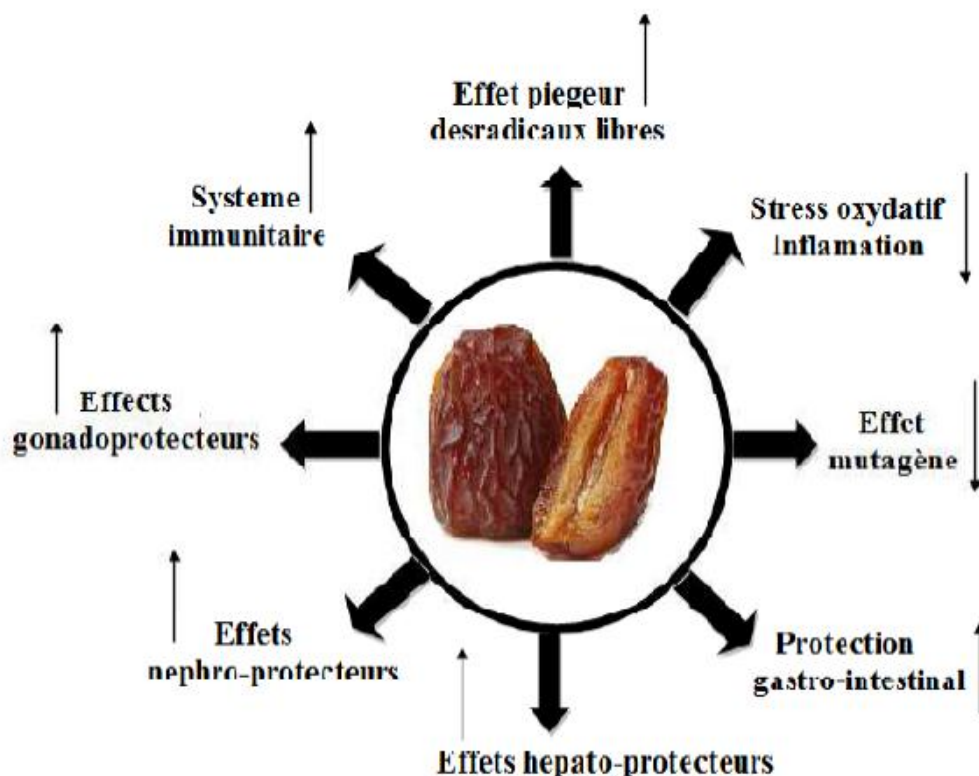 Effet piegeur
desradicaux libres
Systeme
immunitaire
Stress oxydatif
Inflamation
Effects
gonadoprotecteurs
Effet
mutagène
Effets
nephro-protecteurs
Protection
gastro-intestinal
Effets hepato-protecteurs